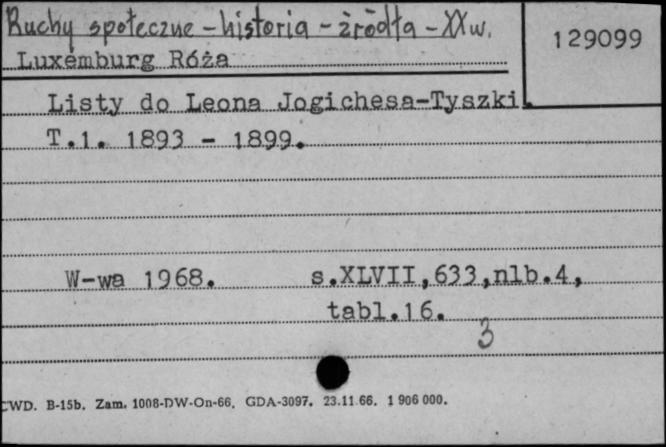 Ruchy społeczne - historia - źródła - XX w.
129099
Luxemburg Róża
Listy do Leona Jogichesa-Tyszki.
T.1. 1893 - 1899.
W-wa 1968. s.XLVII,633,nlb.4,
tabl.16.
3
CWD. B-15b. Zam. 1008-DW-On-66. GDA-3097. 23.11.66. 1 906 000.